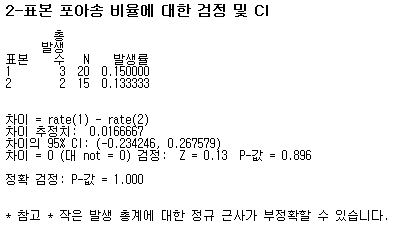 2-표본 포아송 비율에 대한 검정 및 CI
총
발생
표본 수 N 발생률
1 3 20 0.150000
2 2 15 0.133333
차이 = rate(1) - rate(2)
차이 추정치: 0.0166667
차이의 95% CI: (-0.234246, 0.267579)
차이 = 0 (대 not = 0) 검정: Z = 0.13 P-값 = 0.896
정확 검정: P-값 = 1.000
* 참고 * 작은 발생 총계에 대한 정규 근사가 부정확할 수 있습니다.